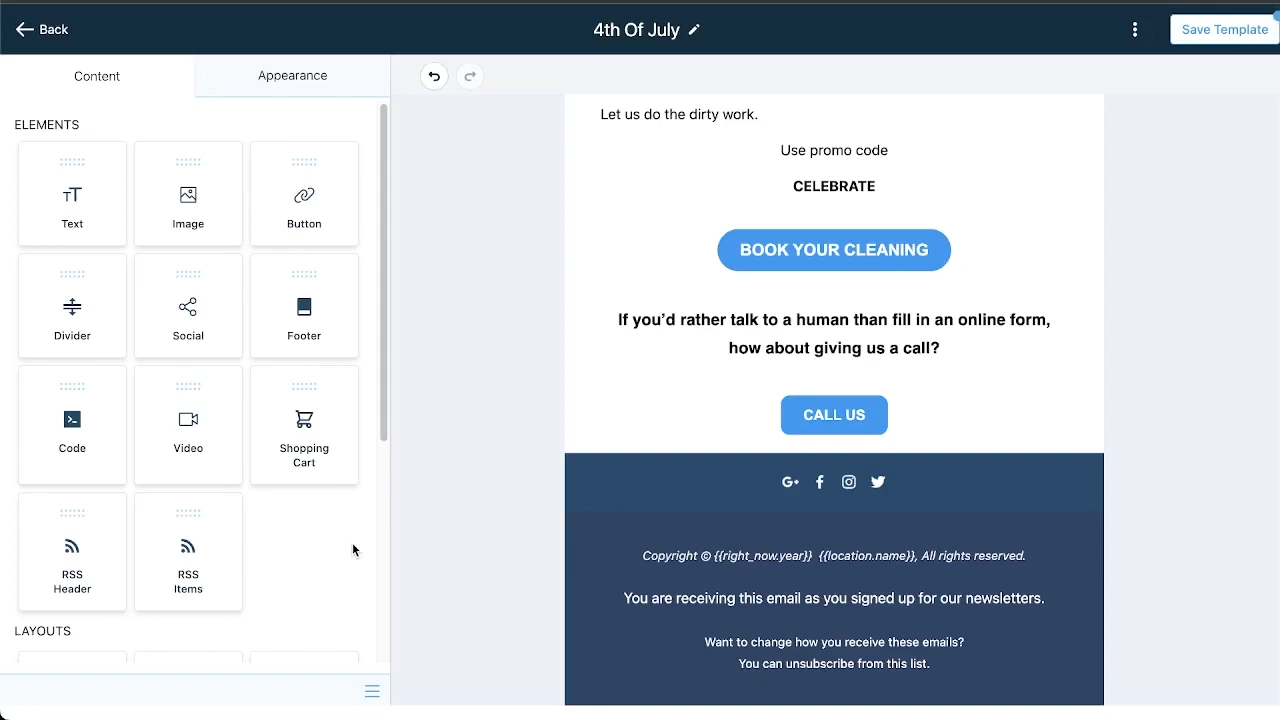 Back
4th Of July
Save Template
Content
Appearance
ELEMENTS
Text
Image
Button
Divider
Social
Footer
Code
Video
Shopping
Cart
RSS
Header
RSS
Items
LAYOUTS
Let us do the dirty work.
Use promo code
CELEBRATE
BOOK YOUR CLEANING
If you’d rather talk to a human than fill in an online form,
how about giving us a call?
CALL US
Copyright © {{right_now.year}} {{location.name}}, All rights reserved.
You are receiving this email as you signed up for our newsletters.
Want to change how you receive these emails?
You can unsubscribe from this list.